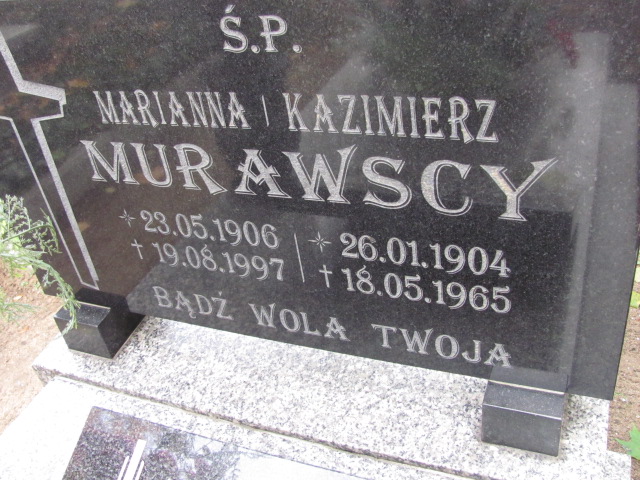 Ś.P.
MARIANNA I KAZIMIERZ
MURAWSCY
* 23.05.1906 * 26.01.1904
† 19.08.1997 † 18.05.1965
BĄDŹ WOLA TWOJA